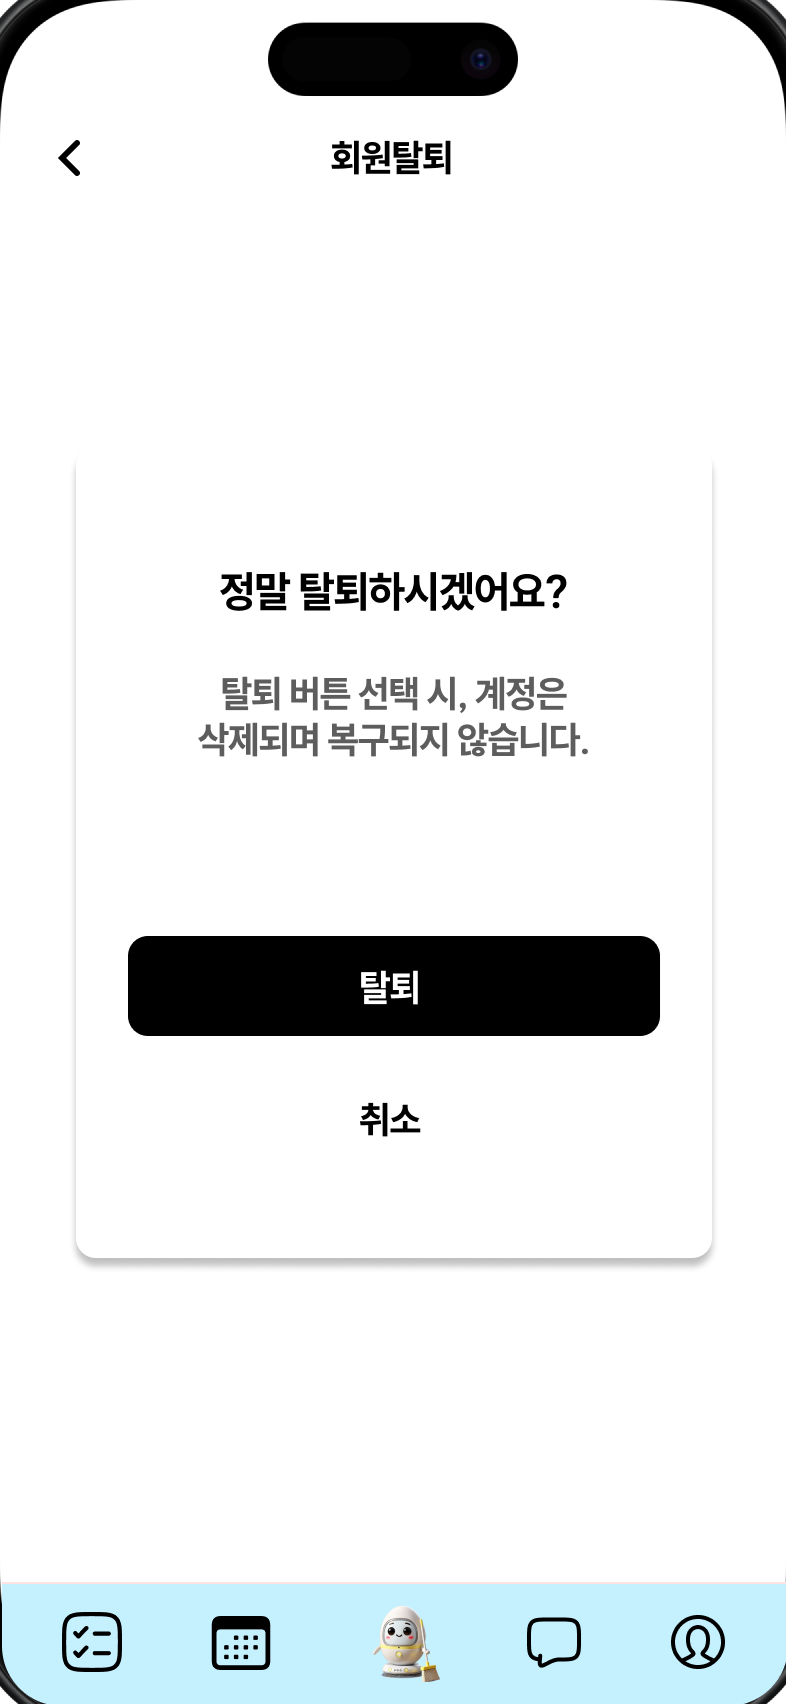 회원탈퇴
정말 탈퇴하시겠어요?
탈퇴 버튼 선택 시, 계정은
삭제되며 복구되지 않습니다.
탈퇴
취소